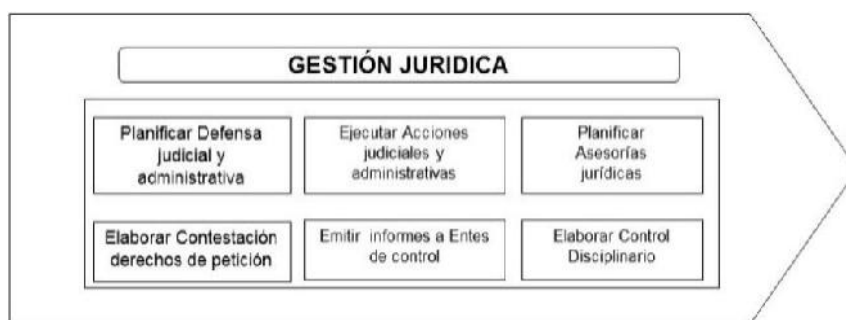 GESTIÓN JURIDICA
Planificar Defensa
judicial y
administrativa
Ejecutar Acciones
judiciales y
administrativas
Planificar
Asesorías
jurídicas
Elaborar Contestación
derechos de petición
Emitir informes a Entes
de control
Elaborar Control
Disciplinario